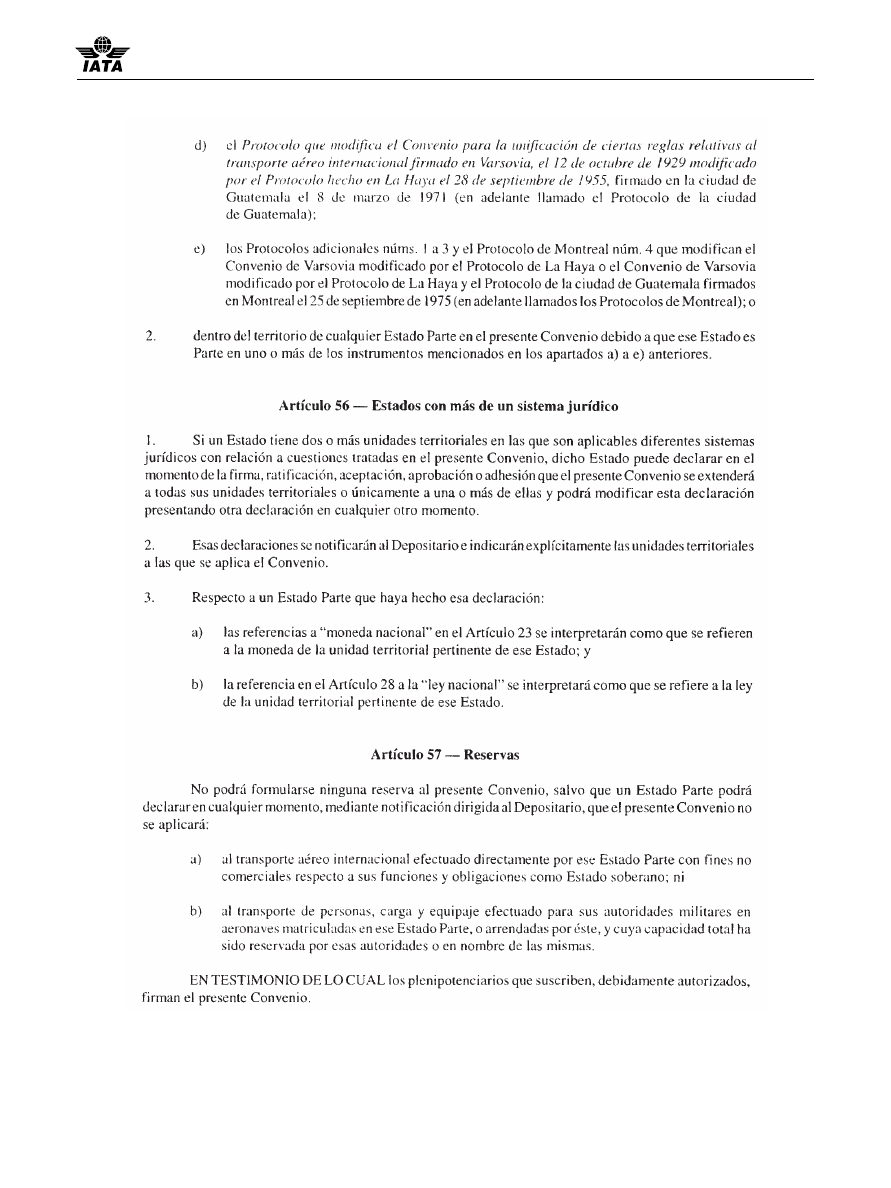 IATA
d) el Protocolo que modifica el Convenio para la unificación de ciertas reglas relativas al
transporte aéreo internacional firmado en Varsovia, el 12 de octubre de 1929 modificado
por el Protocolo hecho en La Haya el 28 de septiembre de 1955, firmado en la ciudad de
Guatemala el 8 de marzo de 1971 (en adelante llamado el Protocolo de la ciudad
de Guatemala);
e) los Protocolos adicionales núms. 1 a 3 y el Protocolo de Montreal núm. 4 que modifican el
Convenio de Varsovia modificado por el Protocolo de La Haya o el Convenio de Varsovia
modificado por el Protocolo de La Haya y el Protocolo de la ciudad de Guatemala firmados
en Montreal el 25 de septiembre de 1975 (en adelante llamados los Protocolos de Montreal); o
2. dentro del territorio de cualquier Estado Parte en el presente Convenio debido a que ese Estado es
Parte en uno o más de los instrumentos mencionados en los apartados a) a e) anteriores.
Artículo 56 — Estados con más de un sistema jurídico
1. Si un Estado tiene dos o más unidades territoriales en las que son aplicables diferentes sistemas
jurídicos con relación a cuestiones tratadas en el presente Convenio, dicho Estado puede declarar en el
momento de la firma, ratificación, aceptación, aprobación o adhesión que el presente Convenio se extenderá
a todas sus unidades territoriales o únicamente a una o más de ellas y podrá modificar esta declaración
presentando otra declaración en cualquier otro momento.
2. Esas declaraciones se notificarán al Depositario e indicarán explícitamente las unidades territoriales
a las que se aplica el Convenio.
3. Respecto a un Estado Parte que haya hecho esa declaración:
a) las referencias a “moneda nacional” en el Artículo 23 se interpretarán como que se refieren
a la moneda de la unidad territorial pertinente de ese Estado; y
b) la referencia en el Artículo 28 a la “ley nacional” se interpretará como que se refiere a la ley
de la unidad territorial pertinente de ese Estado.
Artículo 57 — Reservas
No podrá formularse ninguna reserva al presente Convenio, salvo que un Estado Parte podrá
declarar en cualquier momento, mediante notificación dirigida al Depositario, que el presente Convenio no
se aplicará:
a) al transporte aéreo internacional efectuado directamente por ese Estado Parte con fines no
comerciales respecto a sus funciones y obligaciones como Estado soberano; ni
b) al transporte de personas, carga y equipaje efectuado para sus autoridades militares en
aeronaves matriculadas en ese Estado Parte, o arrendadas por éste, y cuya capacidad total ha
sido reservada por esas autoridades o en nombre de las mismas.
EN TESTIMONIO DE LO CUAL los plenipotenciarios que suscriben, debidamente autorizados,
firman el presente Convenio.